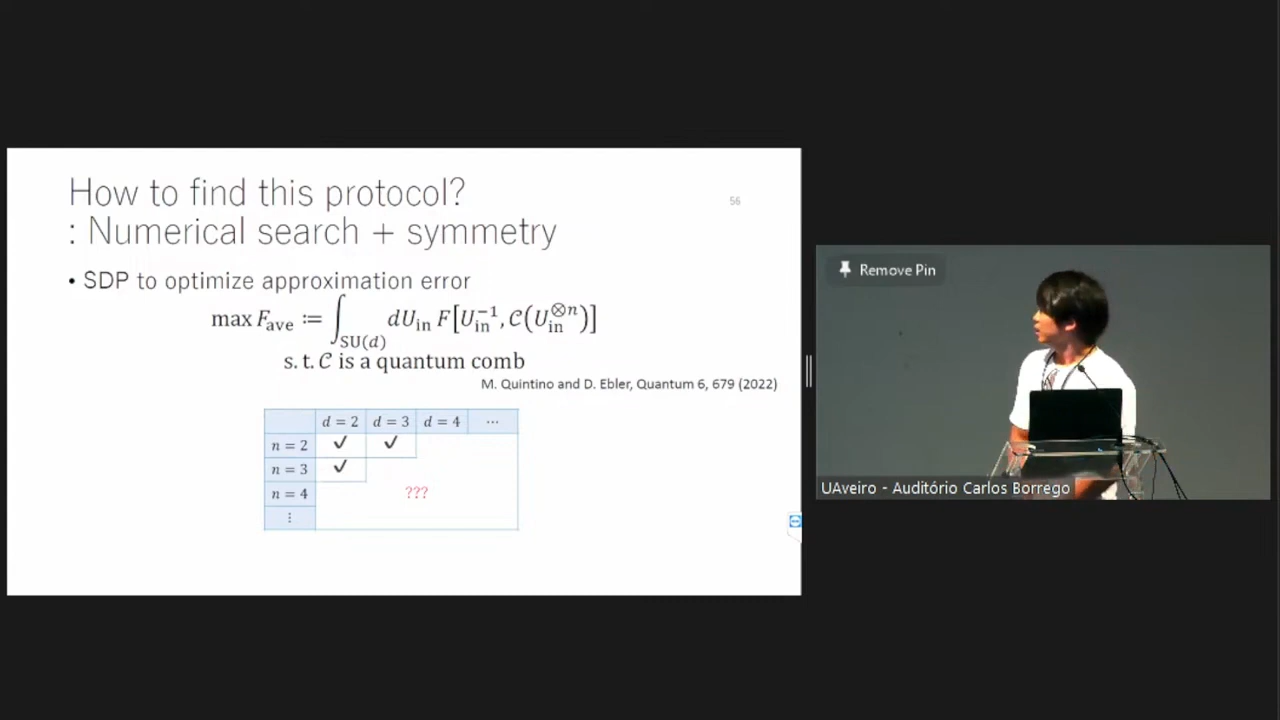 How to find this protocol?
: Numerical search + symmetry
56
• SDP to optimize approximation error
max F_ave ≔ ∫_SU(d) dU_in F[U_in^−1, 𝒞(U_in^⊗n)]
s. t. 𝒞 is a quantum comb
M. Quintino and D. Ebler, Quantum 6, 679 (2022)
d = 2 d = 3 d = 4 ⋯
n = 2 ✓ ✓
n = 3 ✓
n = 4 ???
⋮
Remove Pin
UAveiro - Auditório Carlos Borrego